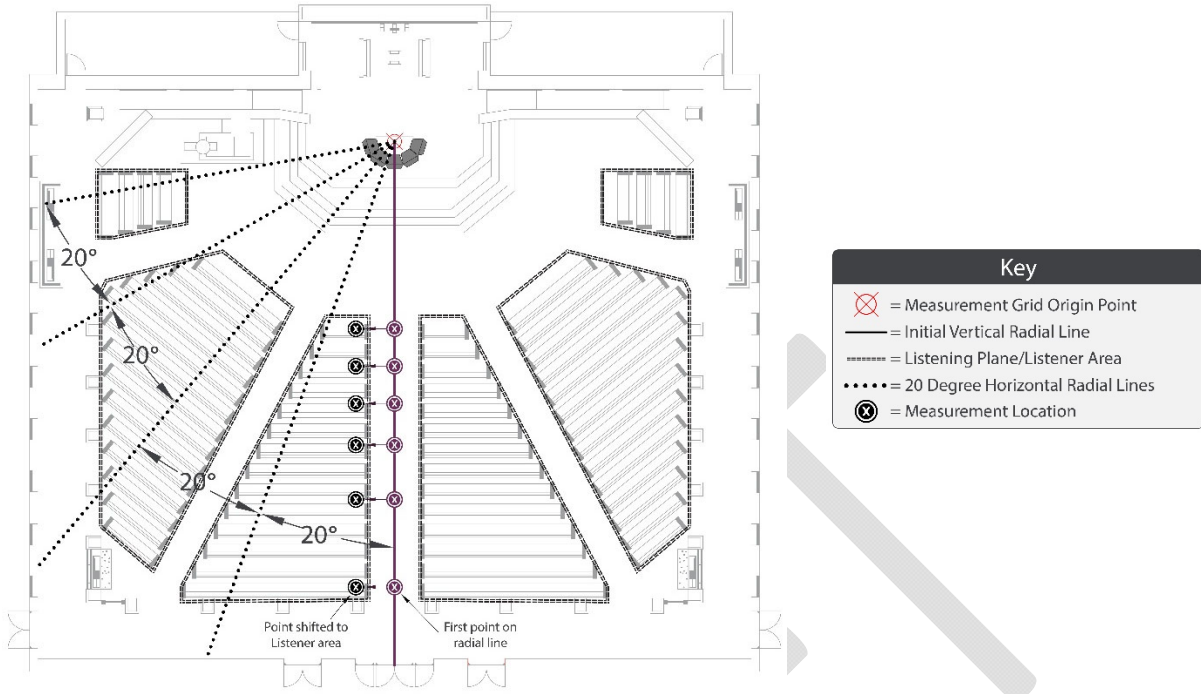 20°
20°
20°
20°
Point shifted to
Listener area
First point on
radial line
Key
= Measurement Grid Origin Point
= Initial Vertical Radial Line
= Listening Plane/Listener Area
= 20 Degree Horizontal Radial Lines
X = Measurement Location